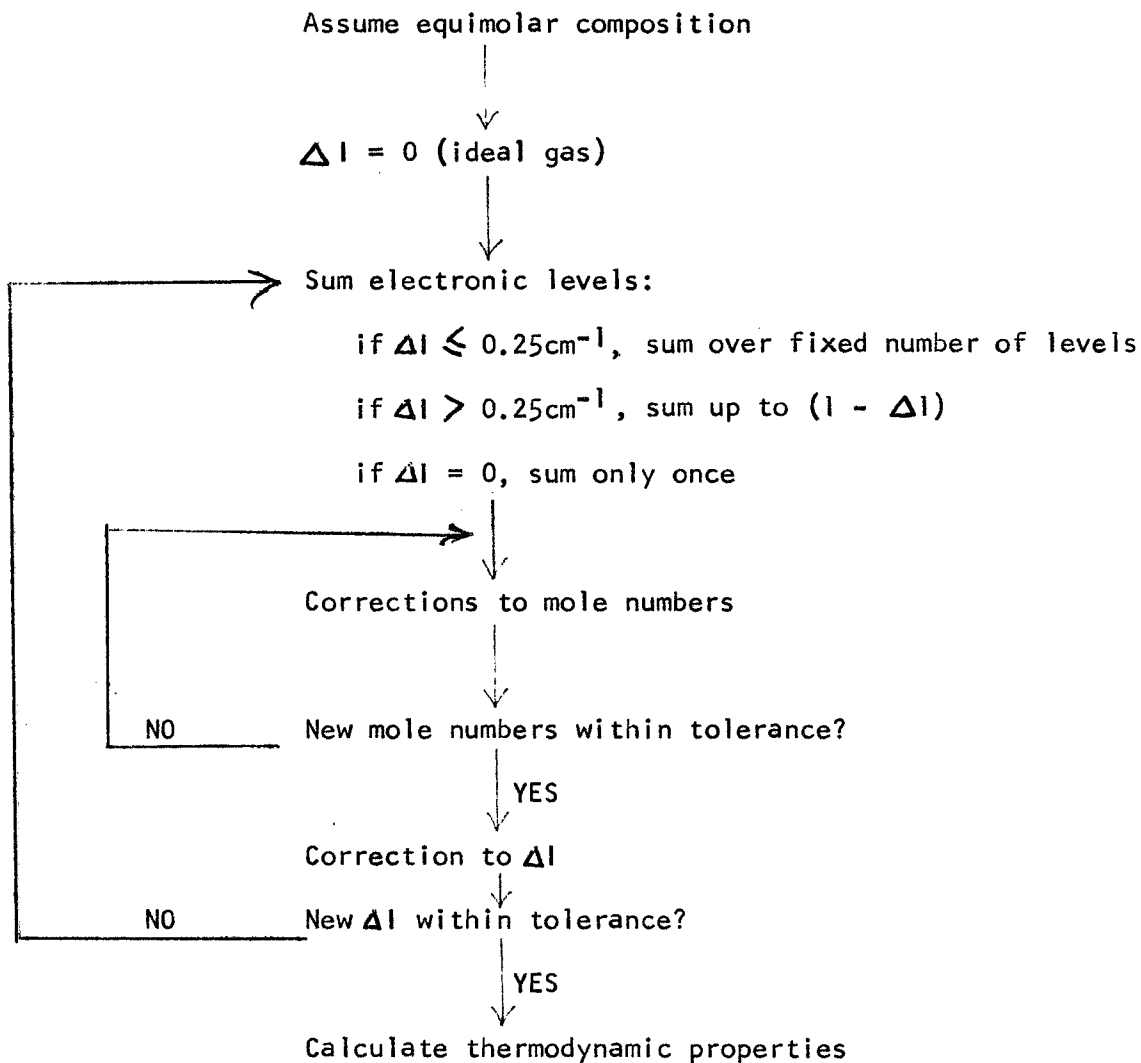 Assume equimolar composition
ΔI = 0 (ideal gas)
Sum electronic levels:
if ΔI ≤ 0.25cm⁻¹, sum over fixed number of levels
if ΔI > 0.25cm⁻¹, sum up to (I - ΔI)
if ΔI = 0, sum only once
Corrections to mole numbers
NO New mole numbers within tolerance?
YES
Correction to ΔI
NO New ΔI within tolerance?
YES
Calculate thermodynamic properties